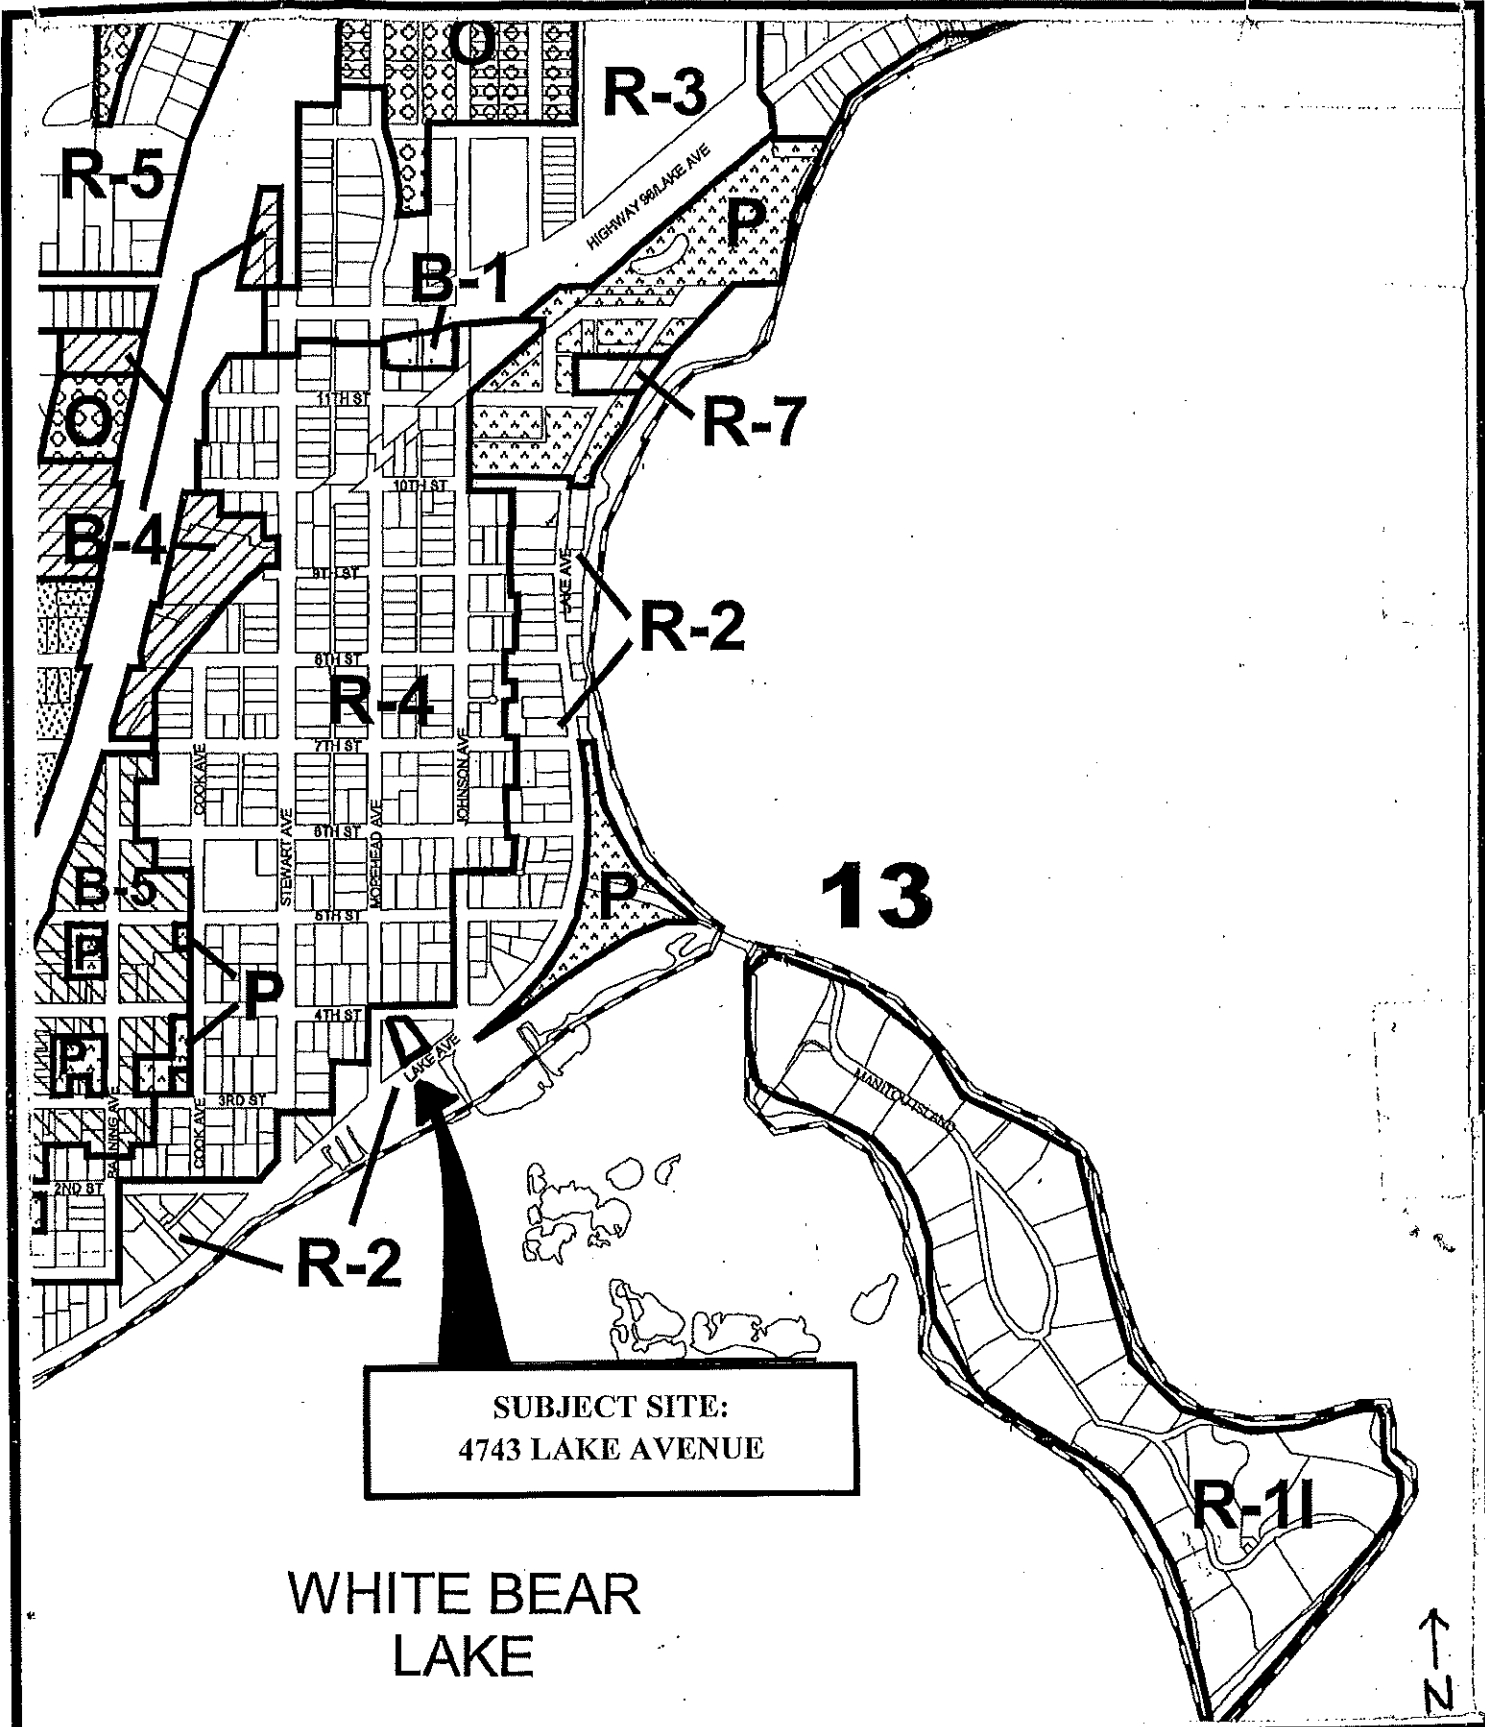 O
R-3
R-5
HIGHWAY 96/LAKE AVE
P
B-1
11TH ST
R-7
O
10TH ST
B-4
9TH ST
LAKE AVE
R-2
8TH ST
R-4
7TH ST
COOK AVE
STEWART AVE
MOREHEAD AVE
JOHNSON AVE
6TH ST
B-5
P
13
5TH ST
P
P
4TH ST
P
LAKE AVE
MANITOU ISLAND
3RD ST
BANNING AVE
COOK AVE
2ND ST
R-2
SUBJECT SITE:
4743 LAKE AVENUE
R-1I
WHITE BEAR
LAKE
N